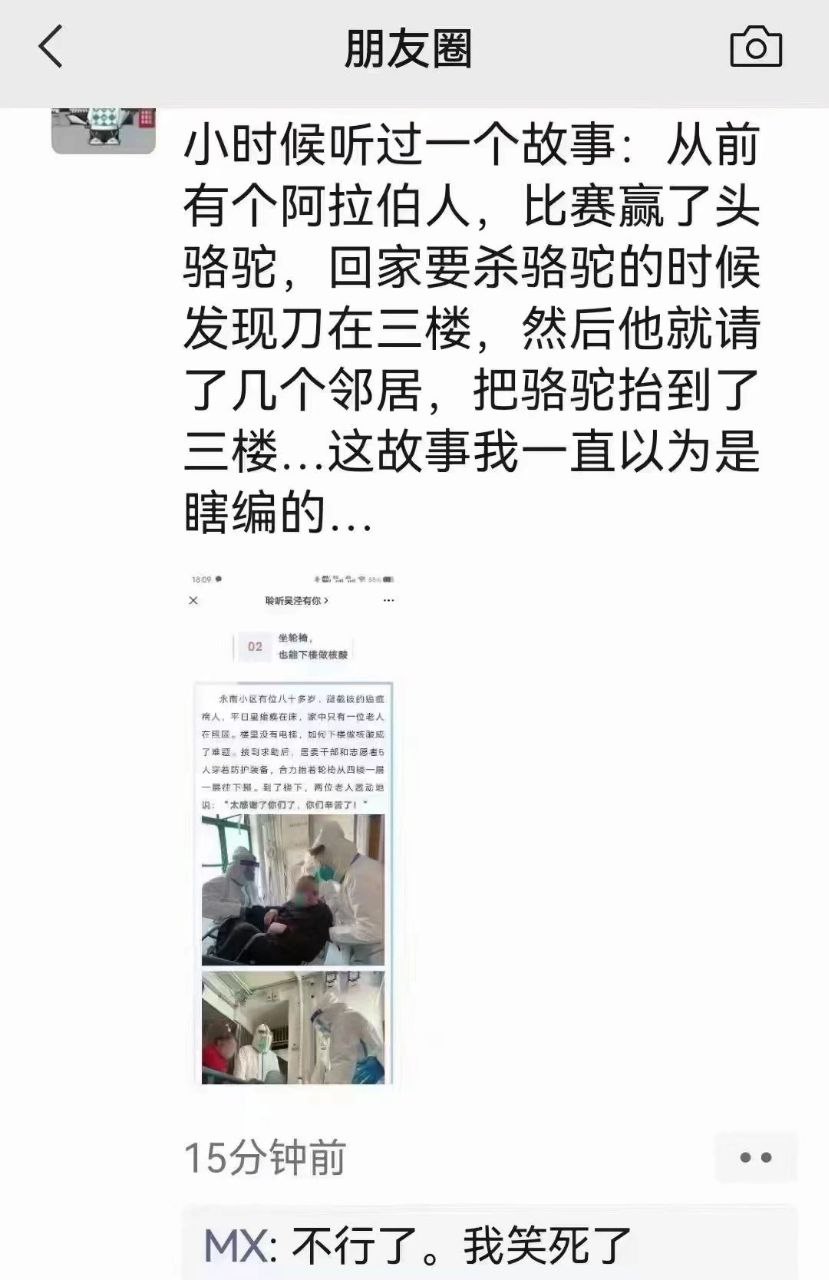 朋友圈
小时候听过一个故事：从前
有个阿拉伯人，比赛赢了头
骆驼，回家要杀骆驼的时候
发现刀在三楼，然后他就请
了几个邻居，把骆驼抬到了
三楼...这故事我一直以为是
瞎编的...
18:09
聆听吴泾有你 >
02
坐轮椅，
也能下楼做核酸
永南小区有位八十多岁、截肢的癌症
病人，平日里瘫痪在床，家中只有一位老人
在照顾。楼里没有电梯，如何下楼做核酸成
了难题。接到求助后，居委干部和志愿者5
人穿着防护装备，合力抬着轮椅从四楼一层
一层往下挪。到了楼下，两位老人激动地
说：“太感谢了你们了，你们辛苦了！”
15分钟前
MX: 不行了。我笑死了